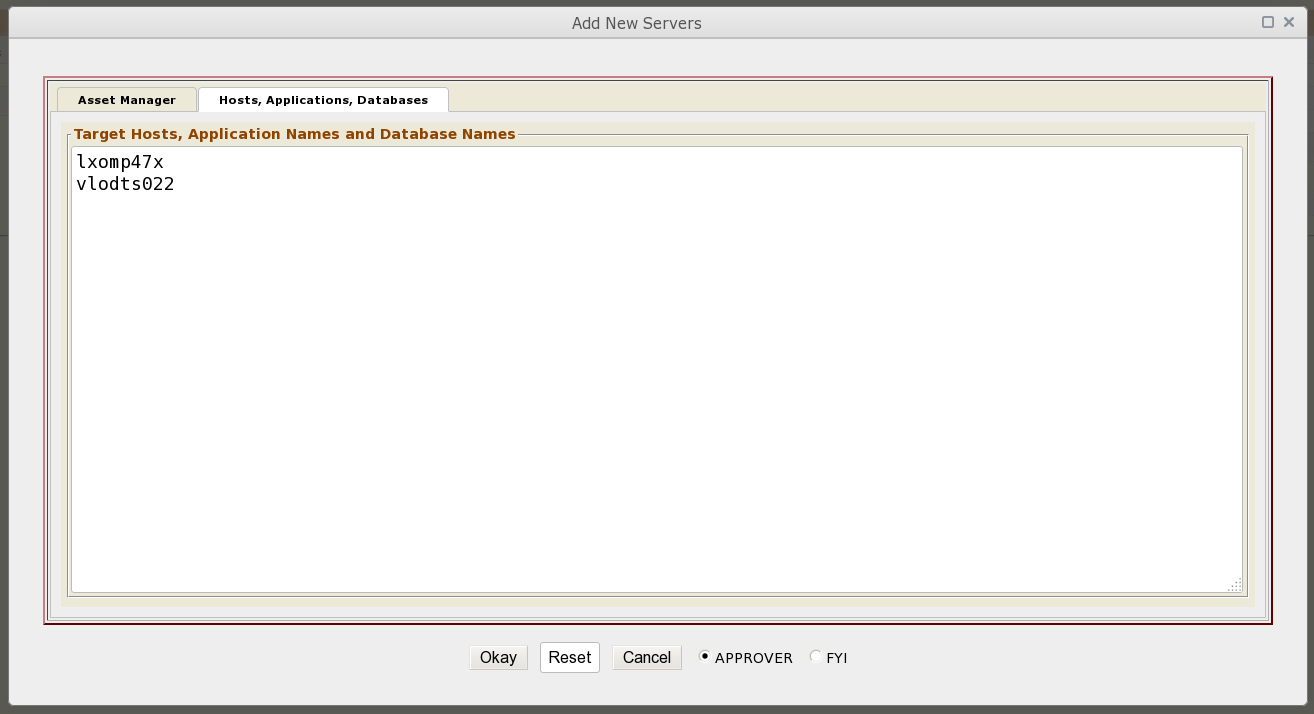 Add New Servers
Asset Manager
Hosts, Applications, Databases
Target Hosts, Application Names and Database Names
lxomp47x
vlodts022
Okay
Reset
Cancel
APPROVER
FYI